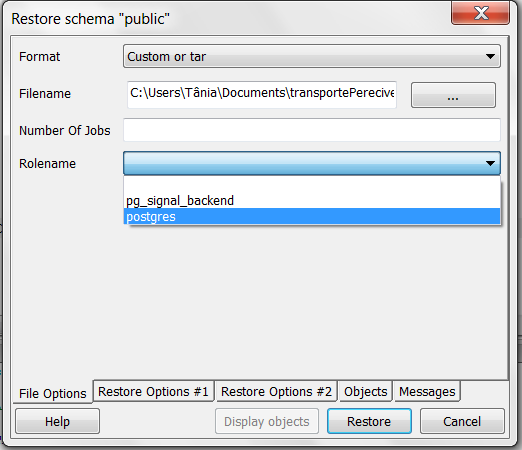 Restore schema "public"
Format
Custom or tar
Filename
C:\Users\Tânia\Documents\transportePerecive
...
Number Of Jobs
Rolename
pg_signal_backend
postgres
File Options
Restore Options #1
Restore Options #2
Objects
Messages
Help
Display objects
Restore
Cancel